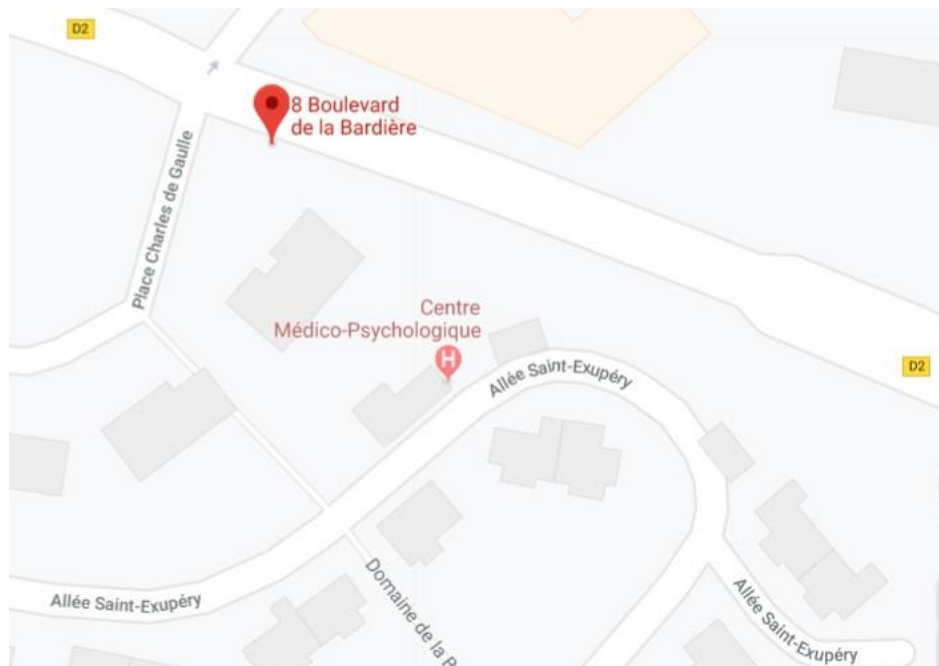 D2
8 Boulevard
de la Bardière
Place Charles de Gaulle
Centre
Médico-Psychologique
H
Allée Saint-Exupéry
D2
Allée Saint-Exupéry
Domaine de la
Allée Saint-Exupéry